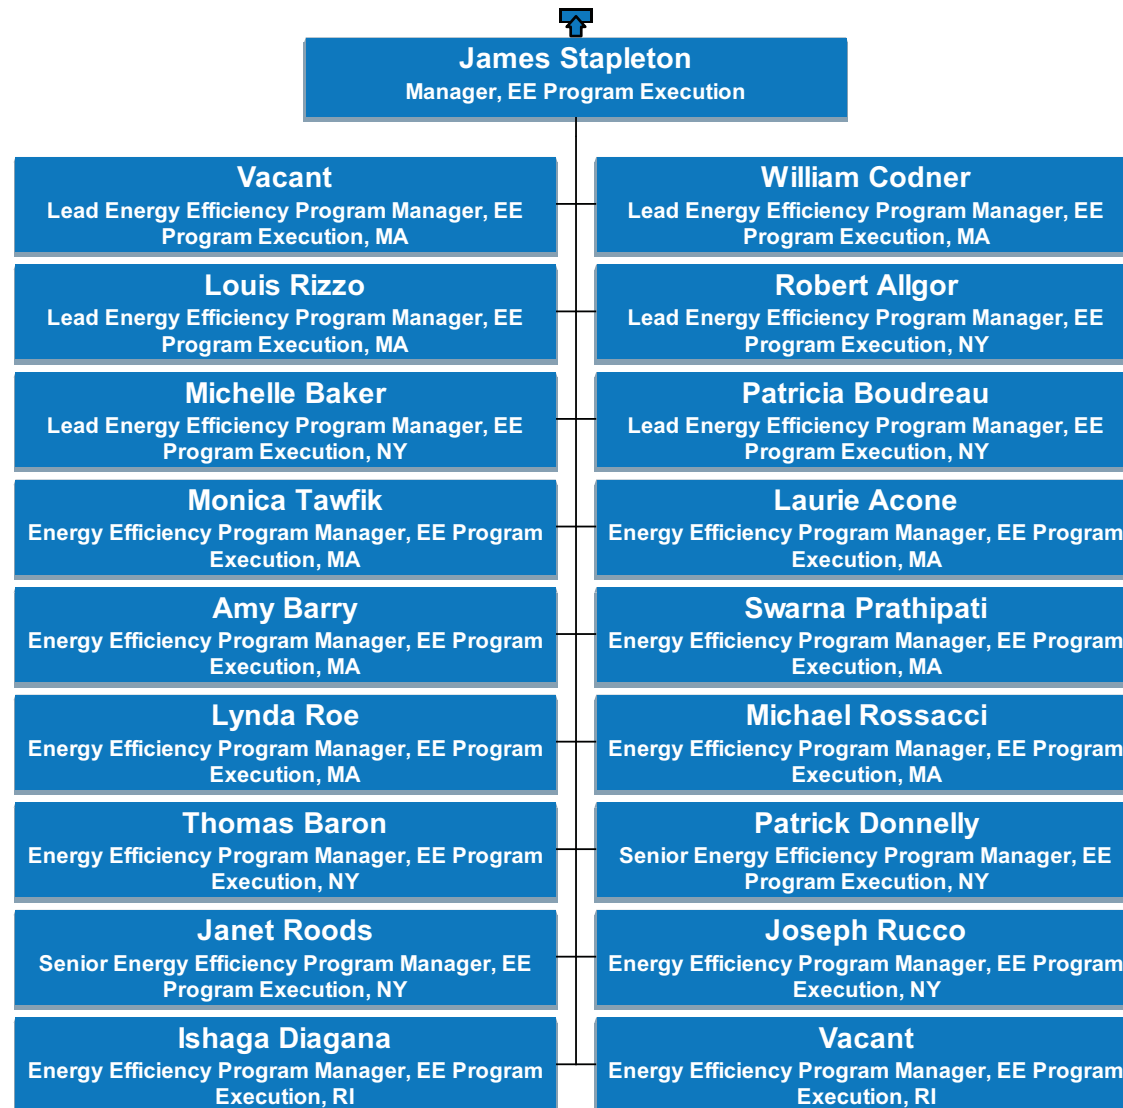 James Stapleton
Manager, EE Program Execution
Vacant
Lead Energy Efficiency Program Manager, EE
Program Execution, MA
William Codner
Lead Energy Efficiency Program Manager, EE
Program Execution, MA
Louis Rizzo
Lead Energy Efficiency Program Manager, EE
Program Execution, MA
Robert Allgor
Lead Energy Efficiency Program Manager, EE
Program Execution, NY
Michelle Baker
Lead Energy Efficiency Program Manager, EE
Program Execution, NY
Patricia Boudreau
Lead Energy Efficiency Program Manager, EE
Program Execution, NY
Monica Tawfik
Energy Efficiency Program Manager, EE Program
Execution, MA
Laurie Acone
Energy Efficiency Program Manager, EE Program
Execution, MA
Amy Barry
Energy Efficiency Program Manager, EE Program
Execution, MA
Swarna Prathipati
Energy Efficiency Program Manager, EE Program
Execution, MA
Lynda Roe
Energy Efficiency Program Manager, EE Program
Execution, MA
Michael Rossacci
Energy Efficiency Program Manager, EE Program
Execution, MA
Thomas Baron
Energy Efficiency Program Manager, EE Program
Execution, NY
Patrick Donnelly
Senior Energy Efficiency Program Manager, EE
Program Execution, NY
Janet Roods
Senior Energy Efficiency Program Manager, EE
Program Execution, NY
Joseph Rucco
Energy Efficiency Program Manager, EE Program
Execution, NY
Ishaga Diagana
Energy Efficiency Program Manager, EE Program
Execution, RI
Vacant
Energy Efficiency Program Manager, EE Program
Execution, RI